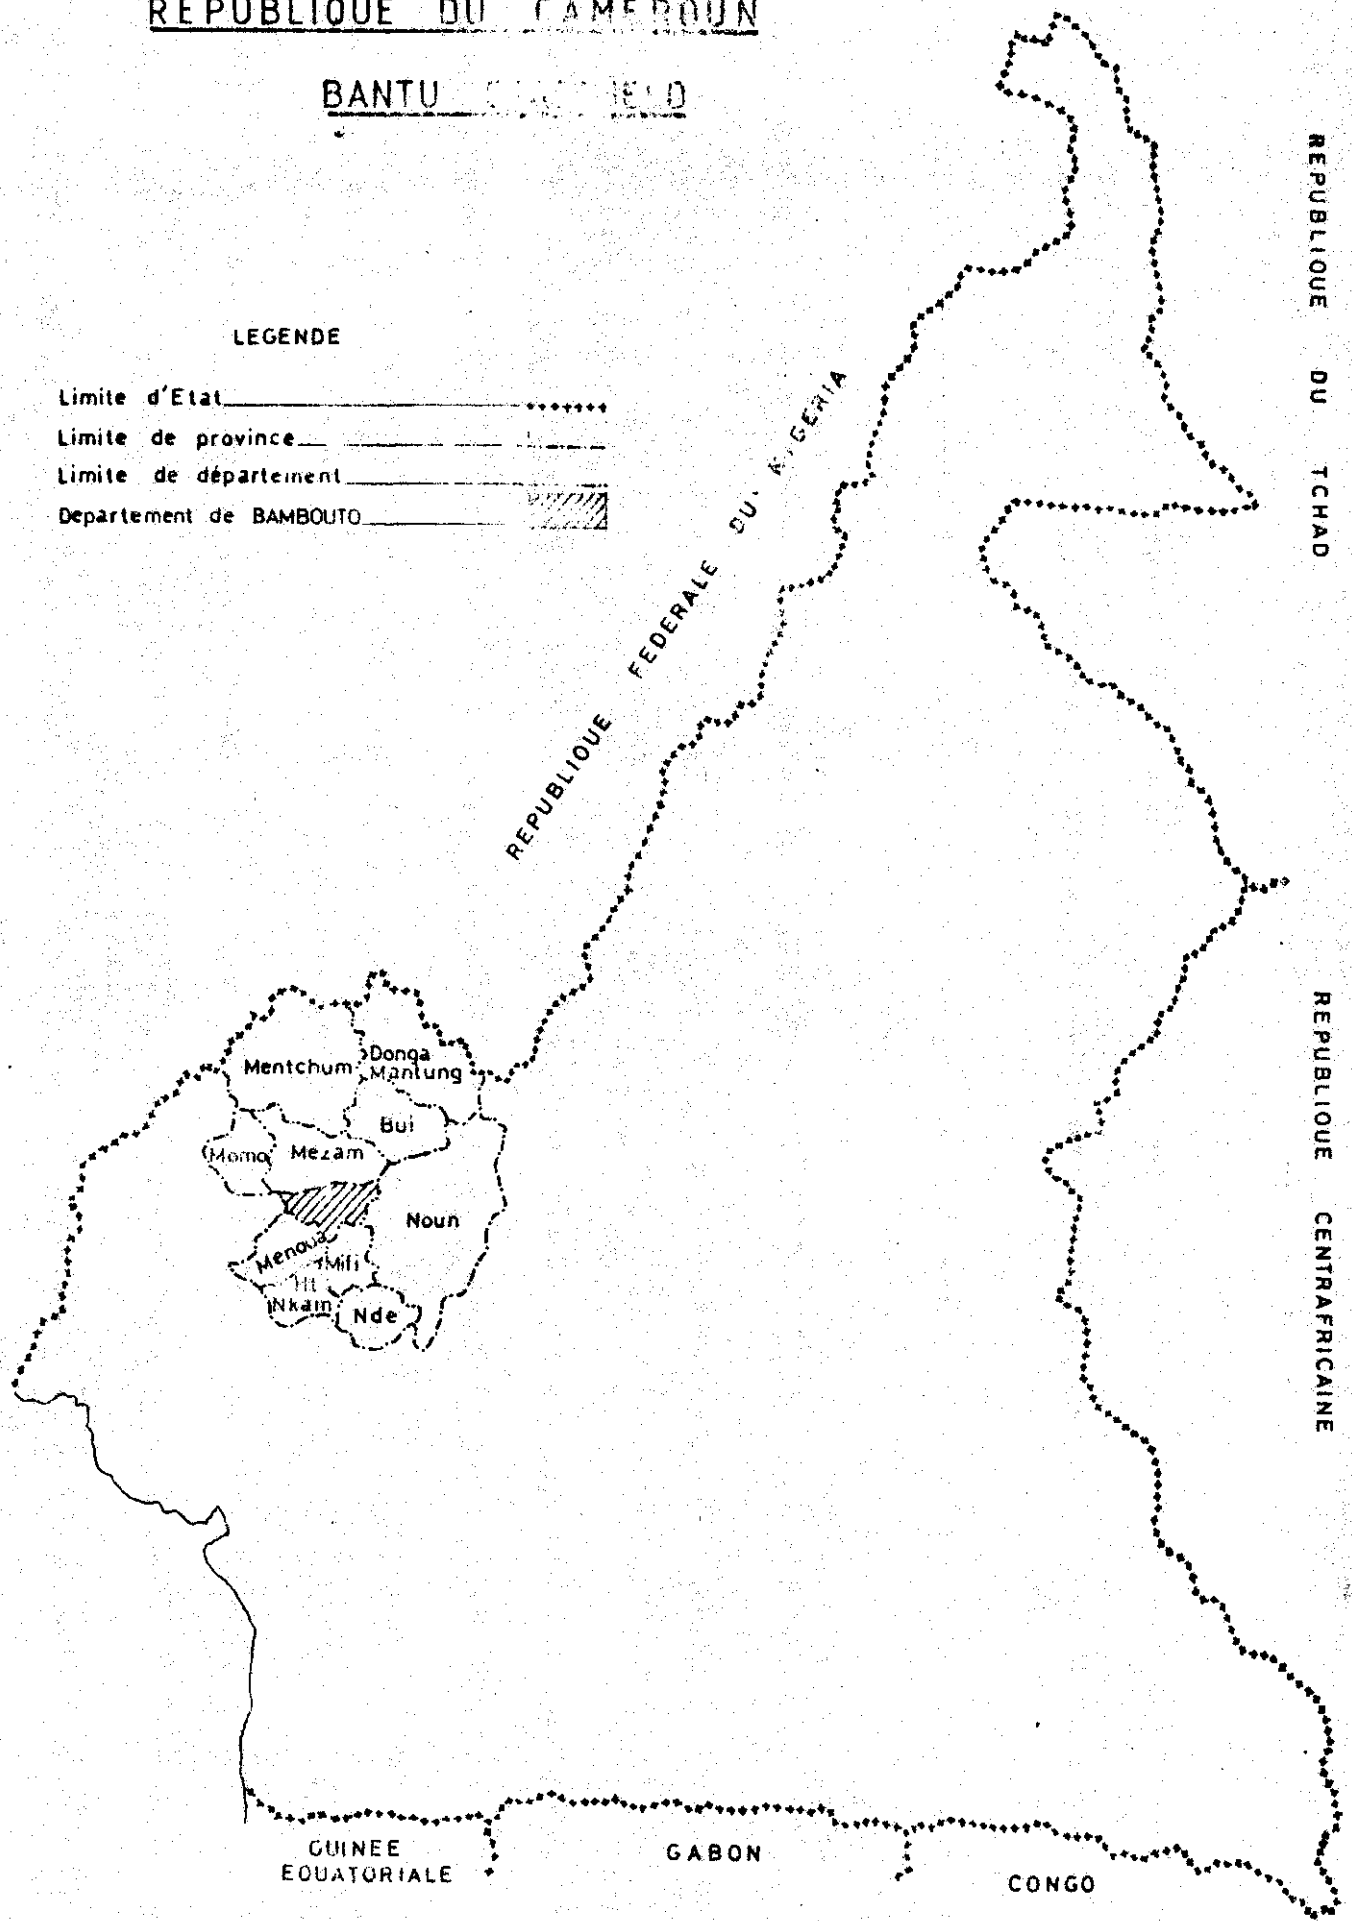 REPUBLIQUE DU CAMEROUN
BANTU
LEGENDE
Limite d'Etat
Limite de province
Limite de département
Departement de BAMBOUTO
REPUBLIQUE FEDERALE DU NIGERIA
REPUBLIQUE DU TCHAD
REPUBLIQUE CENTRAFRICAINE
Mentchum
Donga
Mantung
Bui
Momo
Mezam
Noun
Menoua
Mifi
Ht
Nkam
Nde
GUINEE
EQUATORIALE
GABON
CONGO